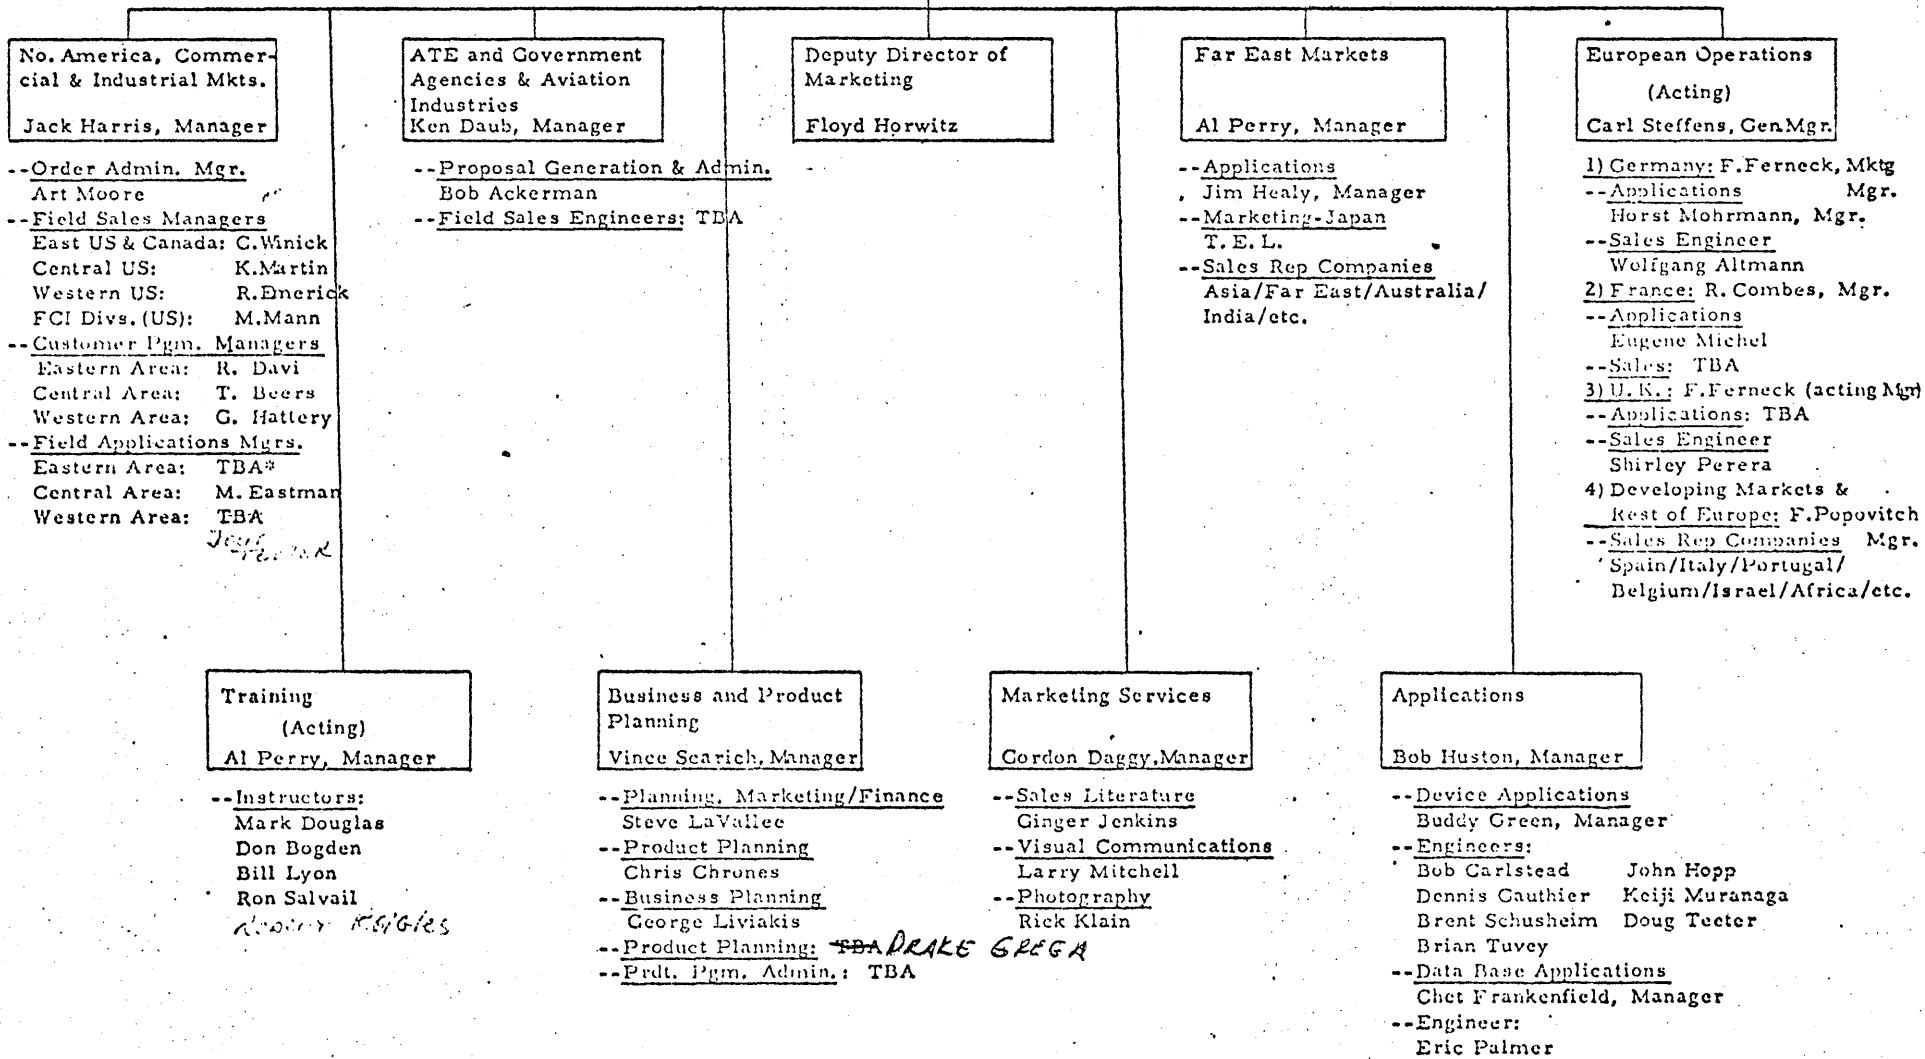 No. America, Commer-
cial & Industrial Mkts.
Jack Harris, Manager
--Order Admin. Mgr.
Art Moore
--Field Sales Managers
East US & Canada: C.Winick
Central US: K.Martin
Western US: R.Emerick
FCI Divs.(US): M.Mann
--Customer Pgm. Managers
Eastern Area: R. Davi
Central Area: T. Beers
Western Area: G. Hattery
--Field Applications Mgrs.
Eastern Area: TBA*
Central Area: M. Eastman
Western Area: TBA
ATE and Government
Agencies & Aviation
Industries
Ken Daub, Manager
--Proposal Generation & Admin.
Bob Ackerman
--Field Sales Engineers: TBA
Deputy Director of
Marketing
Floyd Horwitz
Far East Markets
Al Perry, Manager
--Applications
Jim Healy, Manager
--Marketing-Japan
T. E. L.
--Sales Rep Companies
Asia/Far East/Australia/
India/etc.
European Operations
(Acting)
Carl Steffens, Gen.Mgr.
1) Germany: F.Ferneck, Mktg
--Applications Mgr.
Horst Mohrmann, Mgr.
--Sales Engineer
Wolfgang Altmann
2) France: R. Combes, Mgr.
--Applications
Eugene Michel
--Sales: TBA
3) U.K.: F.Ferneck (acting Mgr)
--Applications: TBA
--Sales Engineer
Shirley Perera
4) Developing Markets &
Rest of Europe: F.Popovitch
--Sales Rep Companies Mgr.
Spain/Italy/Portugal/
Belgium/Israel/Africa/etc.
Training
(Acting)
Al Perry, Manager
--Instructors:
Mark Douglas
Don Bogden
Bill Lyon
Ron Salvail
Business and Product
Planning
Vince Scarich, Manager
--Planning, Marketing/Finance
Steve LaVallee
--Product Planning
Chris Chrones
--Business Planning
George Liviakis
--Product Planning: TBA DRAKE GREGA
--Prdt. Pgm. Admin.: TBA
Marketing Services
Gordon Daggy, Manager
--Sales Literature
Ginger Jenkins
--Visual Communications
Larry Mitchell
--Photography
Rick Klain
Applications
Bob Huston, Manager
--Device Applications
Buddy Green, Manager
--Engineers:
Bob Carlstead John Hopp
Dennis Gauthier Keiji Muranaga
Brent Schusheim Doug Teeter
Brian Tuvey
--Data Base Applications
Chet Frankenfield, Manager
--Engineer:
Eric Palmer